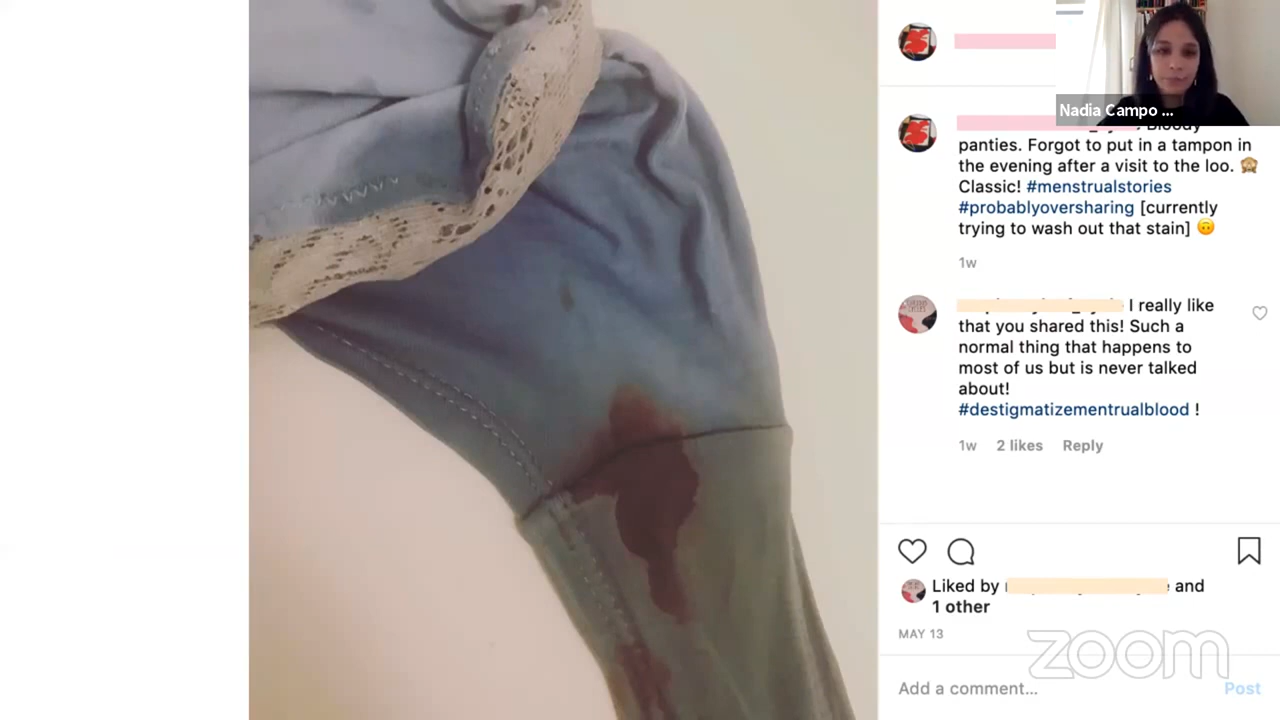 Nadia Campo ...
Bloody
panties. Forgot to put in a tampon in
the evening after a visit to the loo. 🙈
Classic! #menstrualstories
#probablyoversharing [currently
trying to wash out that stain] 🙃
1w
I really like
that you shared this! Such a
normal thing that happens to
most of us but is never talked
about!
#destigmatizementrualblood !
1w 2 likes Reply
Liked by and
1 other
MAY 13
zoom
Add a comment... Post